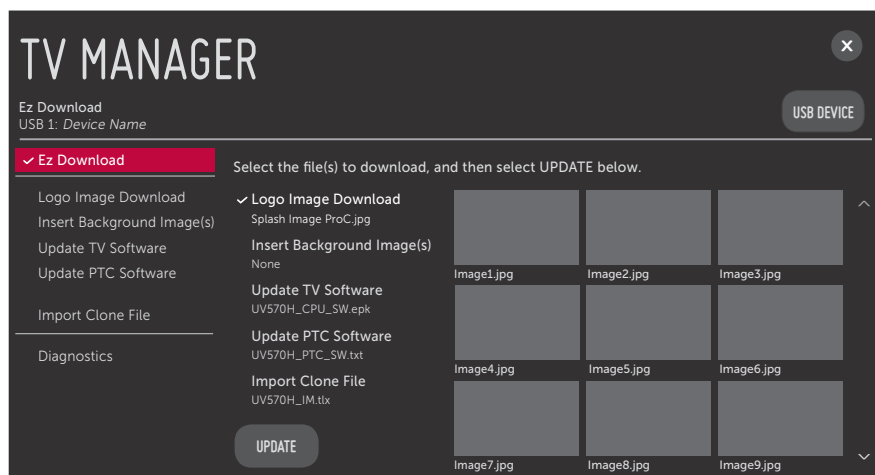 TV MANAGER
X
Ez Download
USB 1: Device Name
USB DEVICE
Ez Download
Logo Image Download
Insert Background Image(s)
Update TV Software
Update PTC Software
Import Clone File
Diagnostics
Select the file(s) to download, and then select UPDATE below.
Logo Image Download
Splash Image ProC.jpg
Insert Background Image(s)
None
Update TV Software
UV570H_CPU_SW.epk
Update PTC Software
UV570H_PTC_SW.txt
Import Clone File
UV570H_IM.tlx
UPDATE
Image1.jpg
Image2.jpg
Image3.jpg
Image4.jpg
Image5.jpg
Image6.jpg
Image7.jpg
Image8.jpg
Image9.jpg